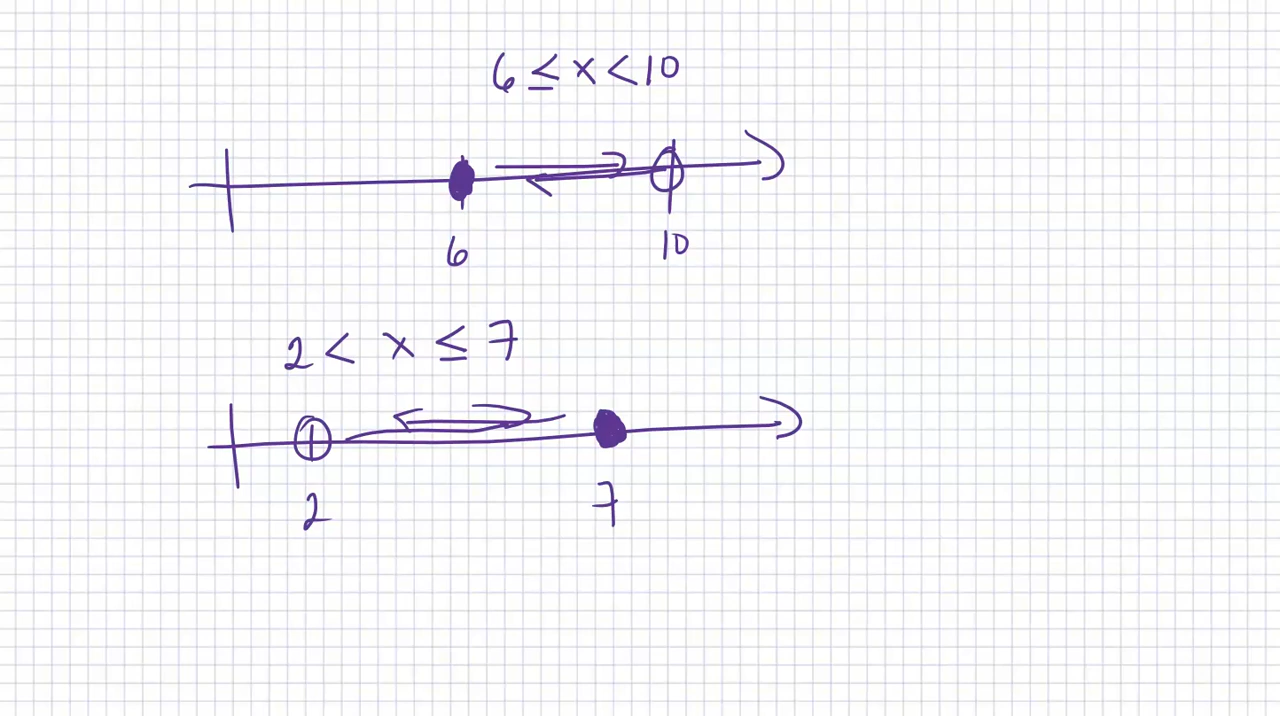 6 ≤ x < 10
6 10
2 < x ≤ 7
2 7